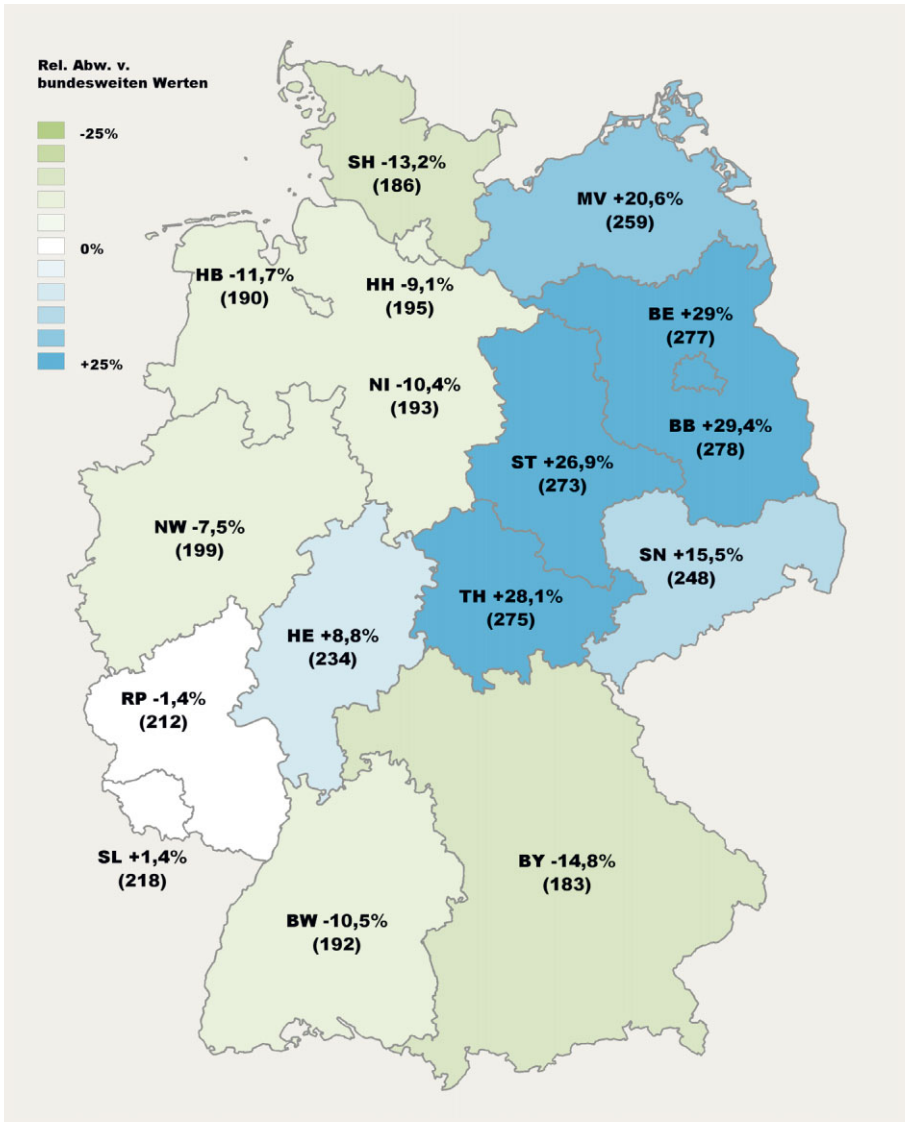 Rel. Abw. v.
bundesweiten Werten
-25%
0%
+25%
SH -13,2%
(186)
MV +20,6%
(259)
HB -11,7%
(190)
HH -9,1%
(195)
BE +29%
(277)
NI -10,4%
(193)
BB +29,4%
(278)
ST +26,9%
(273)
NW -7,5%
(199)
SN +15,5%
(248)
TH +28,1%
(275)
HE +8,8%
(234)
RP -1,4%
(212)
SL +1,4%
(218)
BY -14,8%
(183)
BW -10,5%
(192)